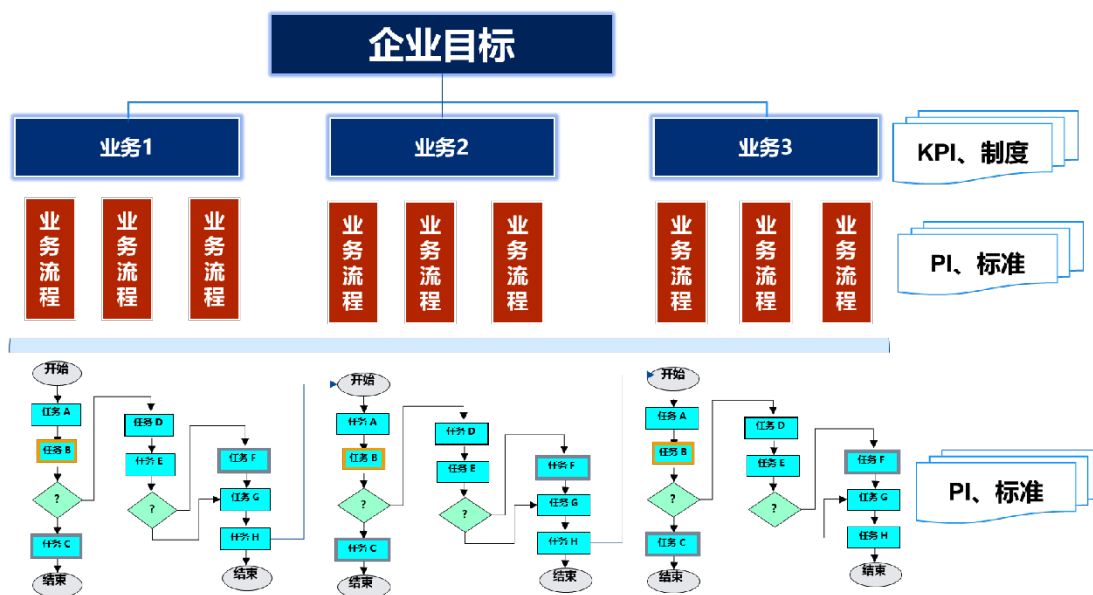 企业目标
业务1
业务2
业务3
KPI、制度
业务流程
业务流程
业务流程
业务流程
业务流程
业务流程
业务流程
业务流程
业务流程
PI、标准
开始
任务 A
任务 B
?
任务 C
结束
任务 D
任务 E
?
任务 F
任务 G
任务 H
结束
开始
任务 A
任务 B
?
任务 C
结束
任务 D
任务 E
?
任务 F
任务 G
任务 H
结束
开始
任务 A
任务 B
?
任务 C
结束
任务 D
任务 E
?
任务 F
任务 G
任务 H
结束
PI、标准